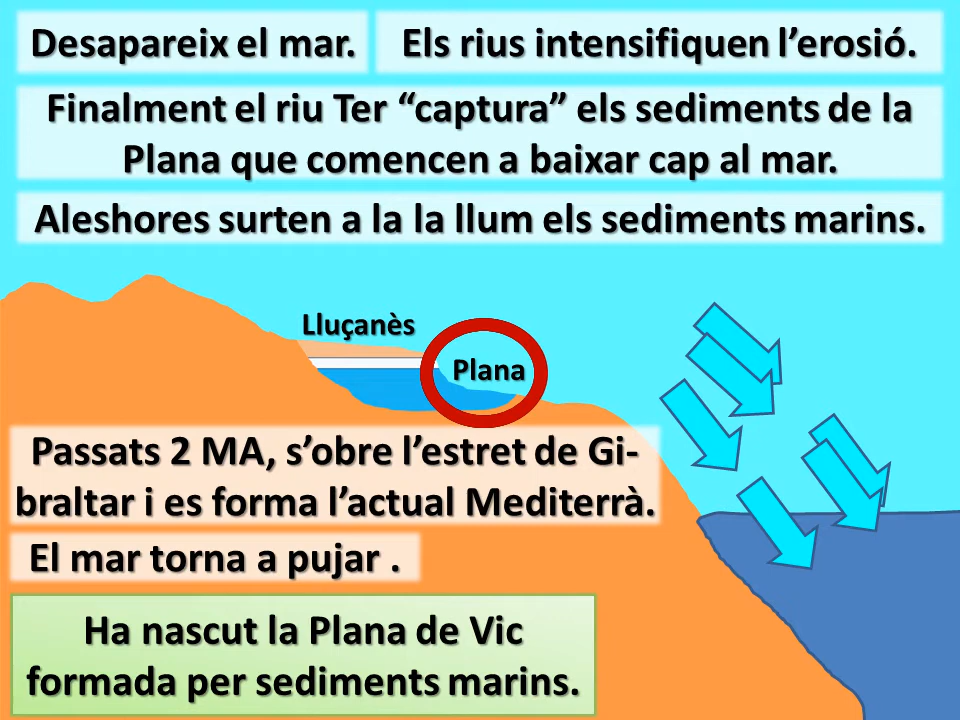 Desapareix el mar.
Els rius intensifiquen l’erosió.
Finalment el riu Ter “captura” els sediments de la
Plana que comencen a baixar cap al mar.
Aleshores surten a la la llum els sediments marins.
Lluçanès
Plana
Passats 2 MA, s’obre l’estret de Gi-
braltar i es forma l’actual Mediterrà.
El mar torna a pujar .
Ha nascut la Plana de Vic
formada per sediments marins.